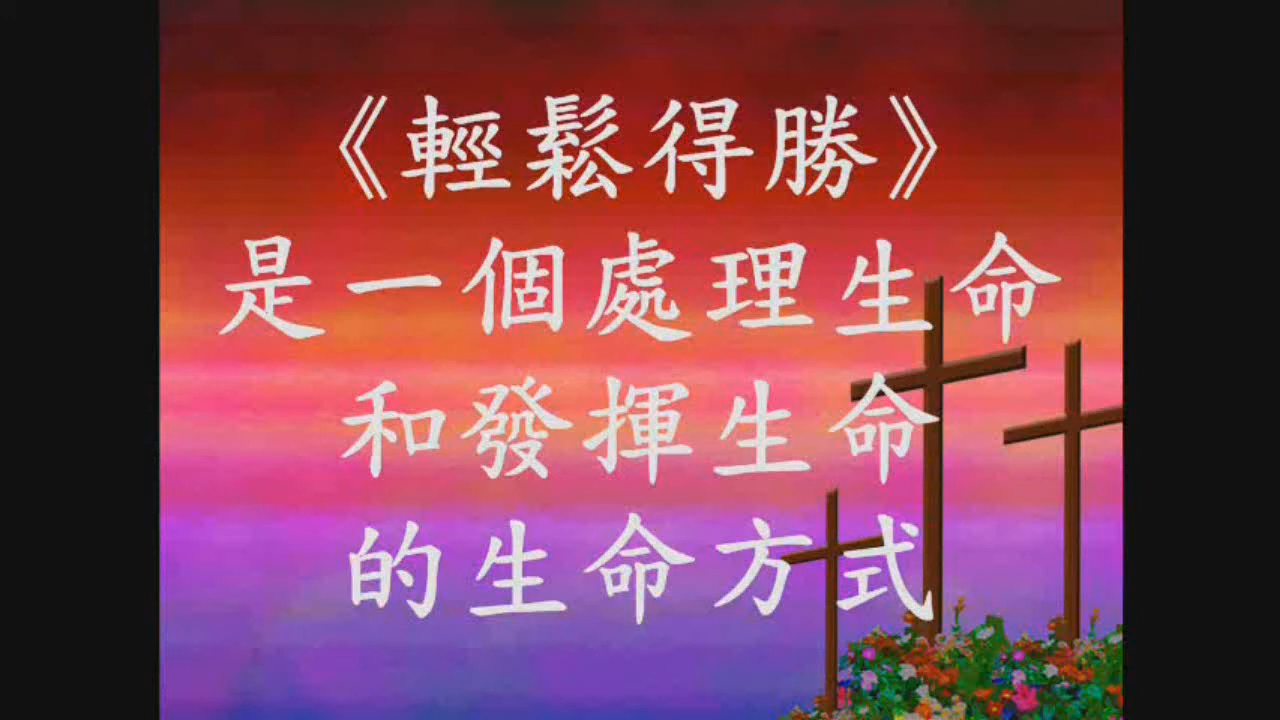 《輕鬆得勝》
是一個處理生命
和發揮生命
的生命方式